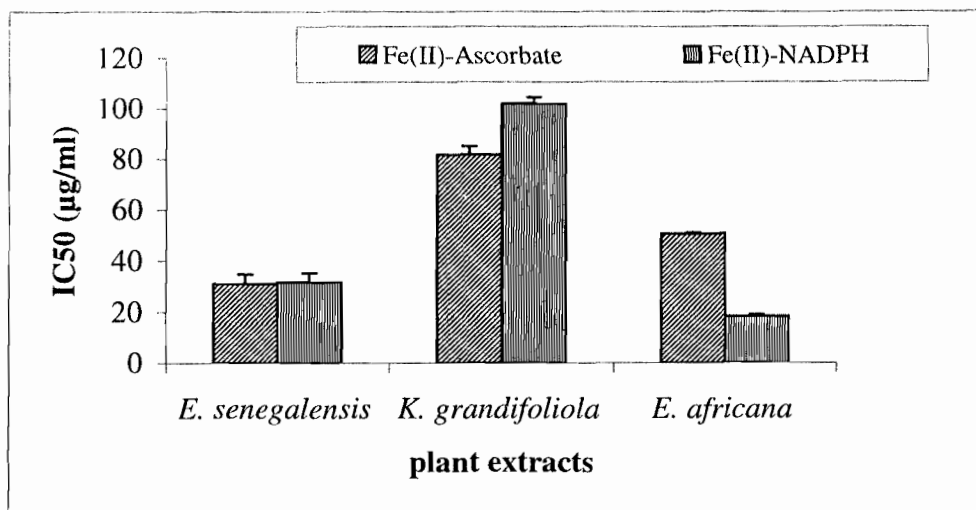 Fe(II)-Ascorbate Fe(II)-NADPH
120
100
80
60
40
20
0
IC50 (µg/ml)
E. senegalensis K. grandifoliola E. africana
plant extracts